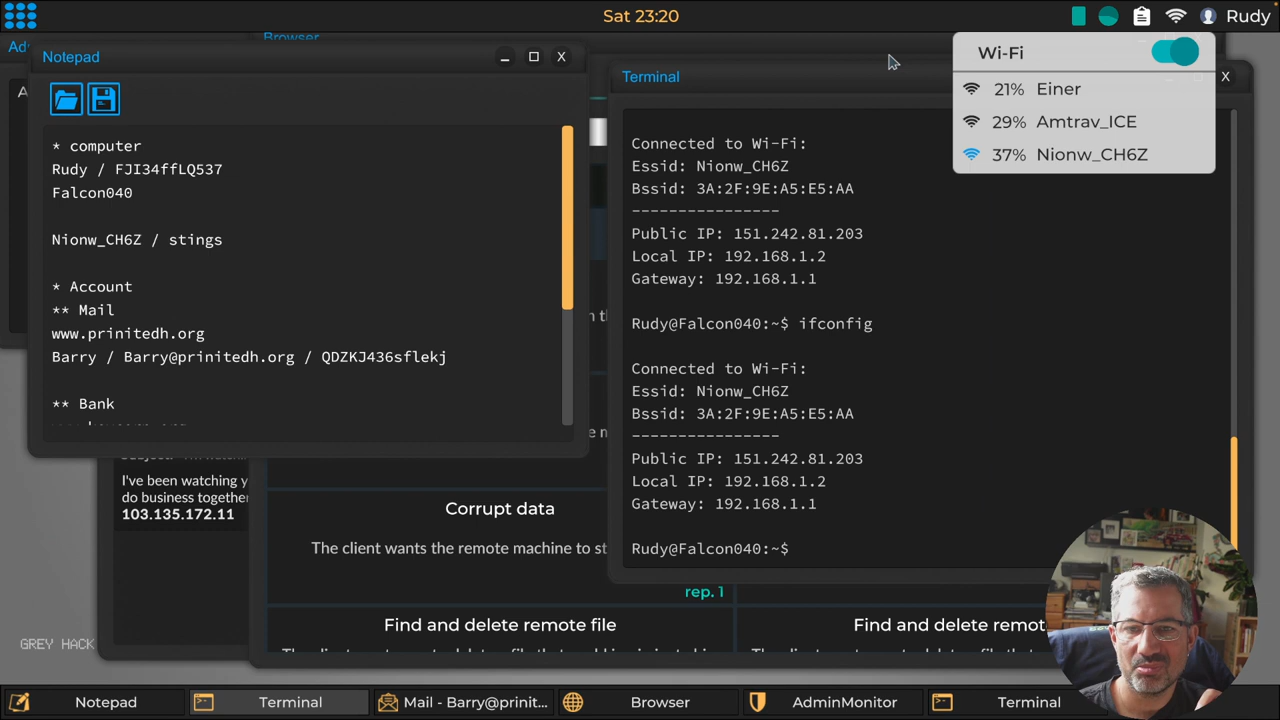 Sat 23:20
Rudy
Browser
Notepad
X
Terminal
X
Wi-Fi
21% Einer
29% Amtrav_ICE
37% Nionw_CH6Z
* computer
Rudy / FJI34ffLQ537
Falcon040
Nionw_CH6Z / stings
* Account
** Mail
www.prinitedh.org
Barry / Barry@prinitedh.org / QDZKJ436sflekj
** Bank
Connected to Wi-Fi:
Essid: Nionw_CH6Z
Bssid: 3A:2F:9E:A5:E5:AA
----------------
Public IP: 151.242.81.203
Local IP: 192.168.1.2
Gateway: 192.168.1.1
Rudy@Falcon040:~$ ifconfig
Connected to Wi-Fi:
Essid: Nionw_CH6Z
Bssid: 3A:2F:9E:A5:E5:AA
----------------
Public IP: 151.242.81.203
Local IP: 192.168.1.2
Gateway: 192.168.1.1
Rudy@Falcon040:~$
I've been watching
do business together
103.135.172.11
Corrupt data
The client wants the remote machine to
rep. 1
Find and delete remote file
Find and delete
GREY HACK
Notepad
Terminal
Mail - Barry@prinit...
Browser
AdminMonitor
Terminal